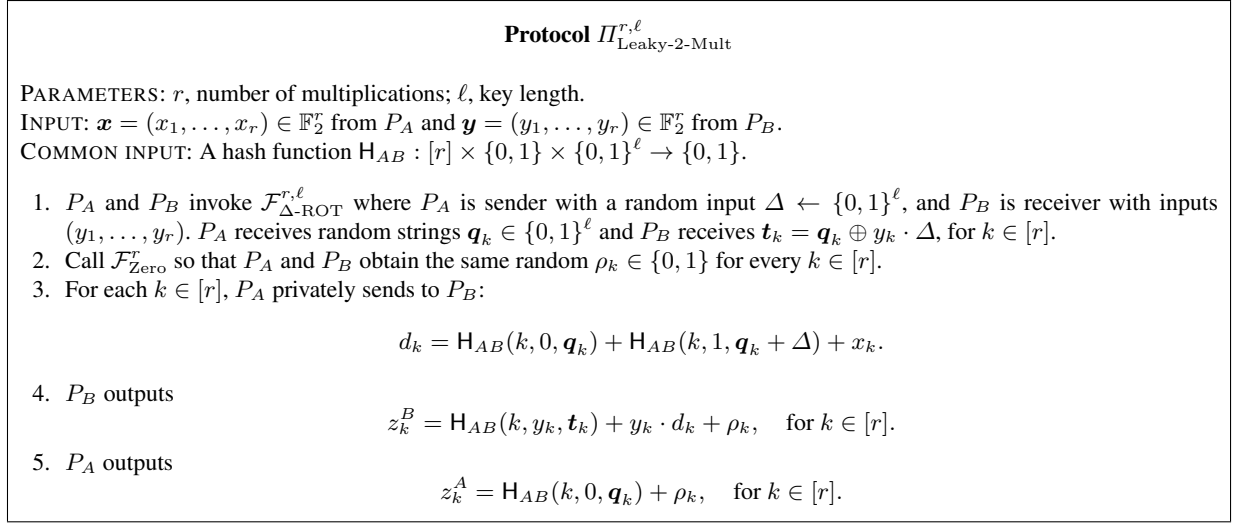 Protocol Π^{r,ℓ}_{Leaky-2-Mult}
PARAMETERS: r, number of multiplications; ℓ, key length.
INPUT: x = (x_1, . . . , x_r) ∈ 𝔽_2^r from P_A and y = (y_1, . . . , y_r) ∈ 𝔽_2^r from P_B.
COMMON INPUT: A hash function H_{AB} : [r] × {0, 1} × {0, 1}^ℓ → {0, 1}.
1. P_A and P_B invoke ℱ^{r,ℓ}_{Δ-ROT} where P_A is sender with a random input Δ ← {0, 1}^ℓ, and P_B is receiver with inputs
(y_1, . . . , y_r). P_A receives random strings q_k ∈ {0, 1}^ℓ and P_B receives t_k = q_k ⊕ y_k · Δ, for k ∈ [r].
2. Call ℱ^r_{Zero} so that P_A and P_B obtain the same random ρ_k ∈ {0, 1} for every k ∈ [r].
3. For each k ∈ [r], P_A privately sends to P_B:
d_k = H_{AB}(k, 0, q_k) + H_{AB}(k, 1, q_k + Δ) + x_k.
4. P_B outputs
z_k^B = H_{AB}(k, y_k, t_k) + y_k · d_k + ρ_k, for k ∈ [r].
5. P_A outputs
z_k^A = H_{AB}(k, 0, q_k) + ρ_k, for k ∈ [r].